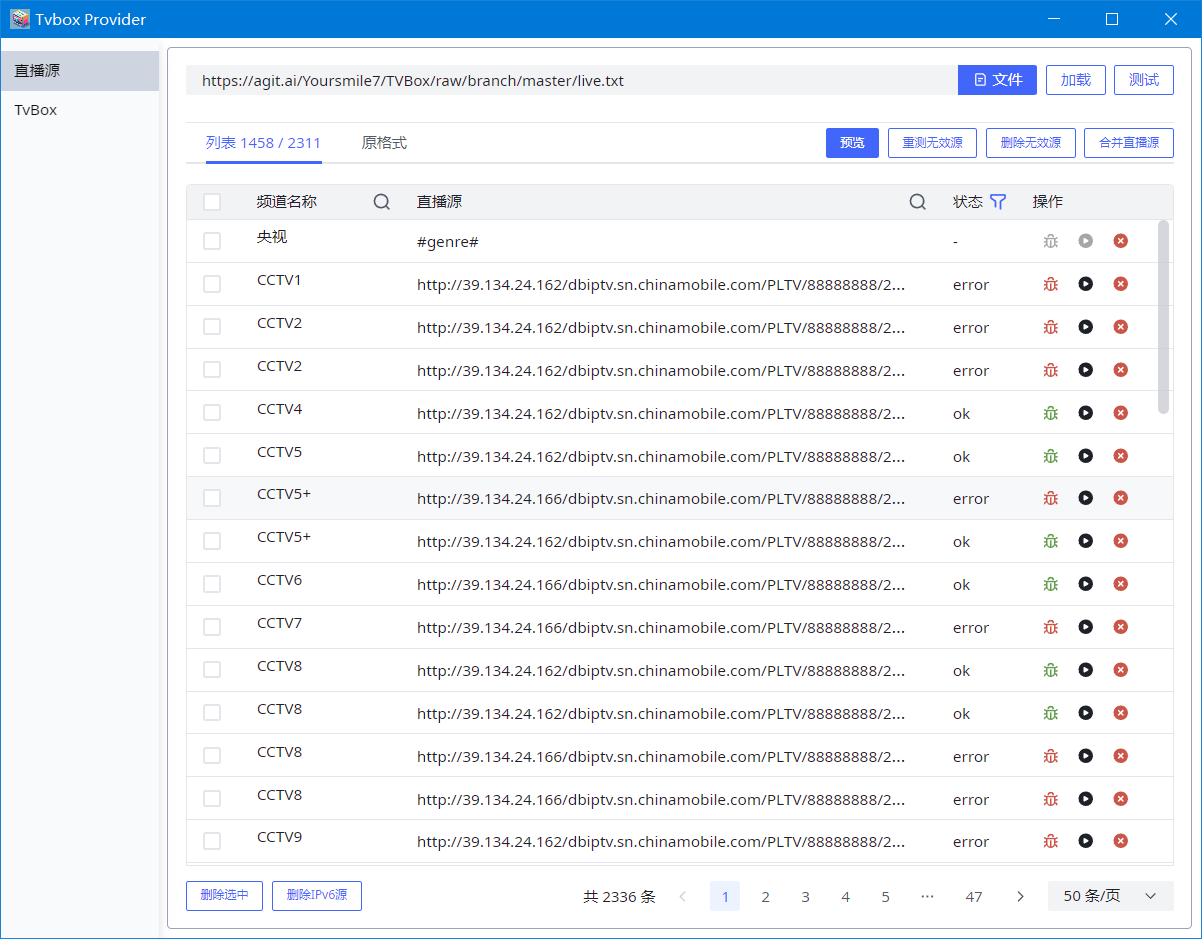 Tvbox Provider
直播源
TvBox
https://agit.ai/Yoursmile7/TVBox/raw/branch/master/live.txt 文件 加载 测试
列表 1458 / 2311 原格式 预览 重测无效源 删除无效源 合并直播源
频道名称 直播源 状态 操作
央视 #genre# -
CCTV1 http://39.134.24.162/dbiptv.sn.chinamobile.com/PLTV/88888888/2... error
CCTV2 http://39.134.24.162/dbiptv.sn.chinamobile.com/PLTV/88888888/2... error
CCTV2 http://39.134.24.162/dbiptv.sn.chinamobile.com/PLTV/88888888/2... error
CCTV4 http://39.134.24.162/dbiptv.sn.chinamobile.com/PLTV/88888888/2... ok
CCTV5 http://39.134.24.162/dbiptv.sn.chinamobile.com/PLTV/88888888/2... ok
CCTV5+ http://39.134.24.166/dbiptv.sn.chinamobile.com/PLTV/88888888/2... error
CCTV5+ http://39.134.24.162/dbiptv.sn.chinamobile.com/PLTV/88888888/2... ok
CCTV6 http://39.134.24.166/dbiptv.sn.chinamobile.com/PLTV/88888888/2... ok
CCTV7 http://39.134.24.166/dbiptv.sn.chinamobile.com/PLTV/88888888/2... error
CCTV8 http://39.134.24.162/dbiptv.sn.chinamobile.com/PLTV/88888888/2... ok
CCTV8 http://39.134.24.162/dbiptv.sn.chinamobile.com/PLTV/88888888/2... ok
CCTV8 http://39.134.24.166/dbiptv.sn.chinamobile.com/PLTV/88888888/2... error
CCTV8 http://39.134.24.166/dbiptv.sn.chinamobile.com/PLTV/88888888/2... error
CCTV9 http://39.134.24.162/dbiptv.sn.chinamobile.com/PLTV/88888888/2... error
删除选中 删除IPv6源 共 2336 条 1 2 3 4 5 ··· 47 50 条/页